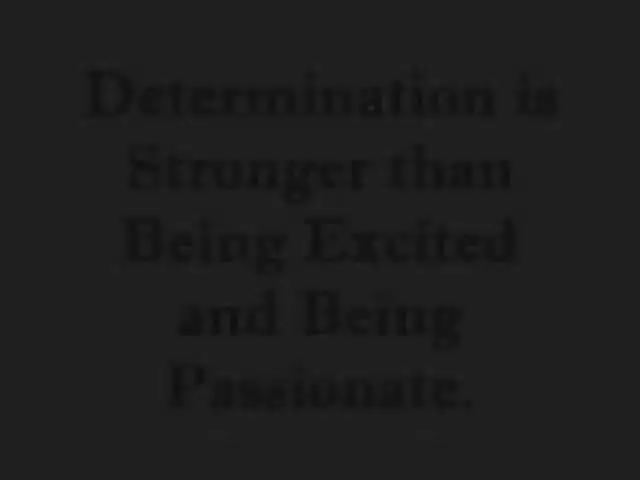 Determination is
Stronger than
Being Excited
and Being
Passionate.